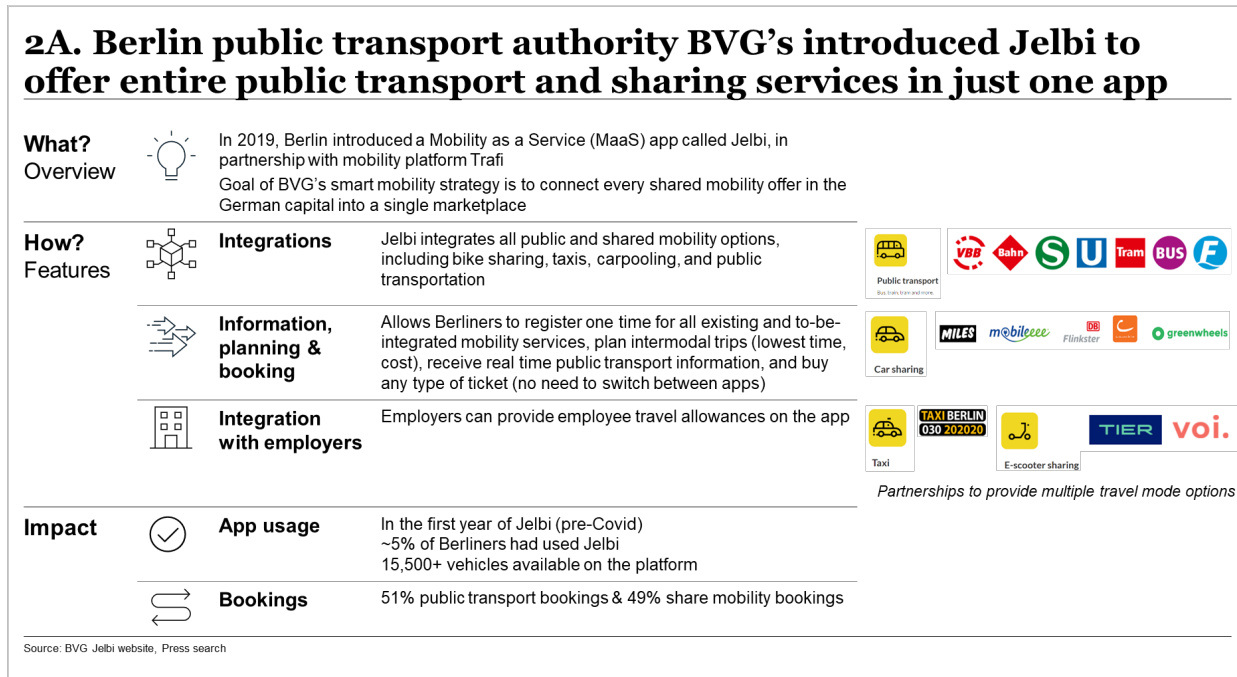 2A. Berlin public transport authority BVG's introduced Jelbi to
offer entire public transport and sharing services in just one app
What?
Overview
In 2019, Berlin introduced a Mobility as a Service (MaaS) app called Jelbi, in
partnership with mobility platform Trafi
Goal of BVG's smart mobility strategy is to connect every shared mobility offer in the
German capital into a single marketplace
How?
Features
Integrations
Jelbi integrates all public and shared mobility options,
including bike sharing, taxis, carpooling, and public
transportation
Public transport
Bus, train, tram and more.
VBB
Bahn
S
U
Tram
BUS
F
Information,
planning &
booking
Allows Berliners to register one time for all existing and to-be-
integrated mobility services, plan intermodal trips (lowest time,
cost), receive real time public transport information, and buy
any type of ticket (no need to switch between apps)
Car sharing
MILES
mobileeee
DB
Flinkster
greenwheels
Integration
with employers
Employers can provide employee travel allowances on the app
Taxi
TAXI BERLIN
030 202020
E-scooter sharing
TIER
voi.
Partnerships to provide multiple travel mode options
Impact
App usage
In the first year of Jelbi (pre-Covid)
~5% of Berliners had used Jelbi
15,500+ vehicles available on the platform
Bookings
51% public transport bookings & 49% share mobility bookings
Source: BVG Jelbi website, Press search